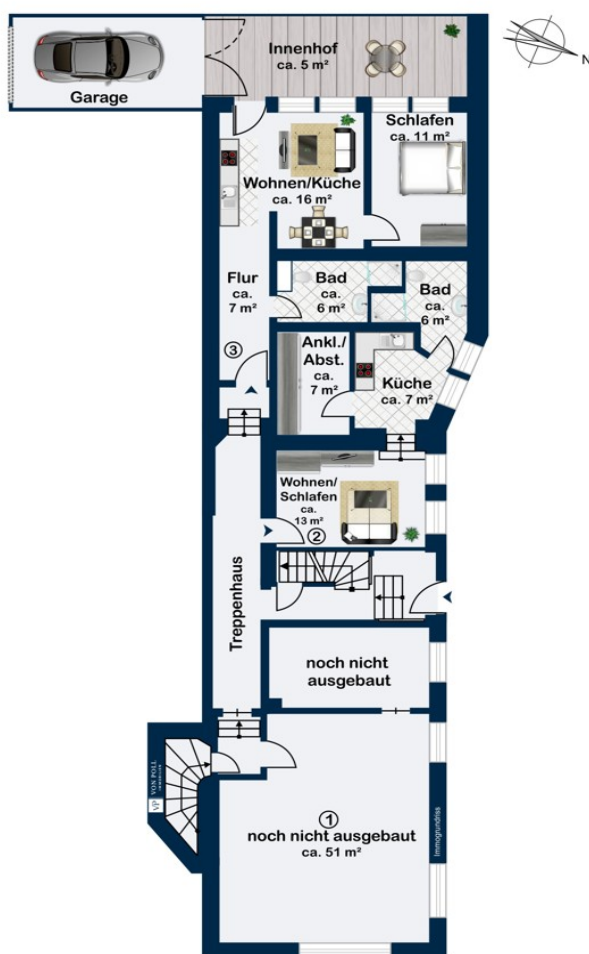 Innenhof
ca. 5 m²
N
Garage
Schlafen
ca. 11 m²
Wohnen/Küche
ca. 16 m²
Flur
ca.
7 m²
Bad
ca.
6 m²
Bad
ca.
6 m²
③
Ankl./
Abst.
ca.
7 m²
Küche
ca. 7 m²
Wohnen/
Schlafen
ca.
13 m²
②
Treppenhaus
noch nicht
ausgebaut
VP VON POLL
IMMOBILIEN
①
noch nicht ausgebaut
ca. 51 m²
Immogrundriss